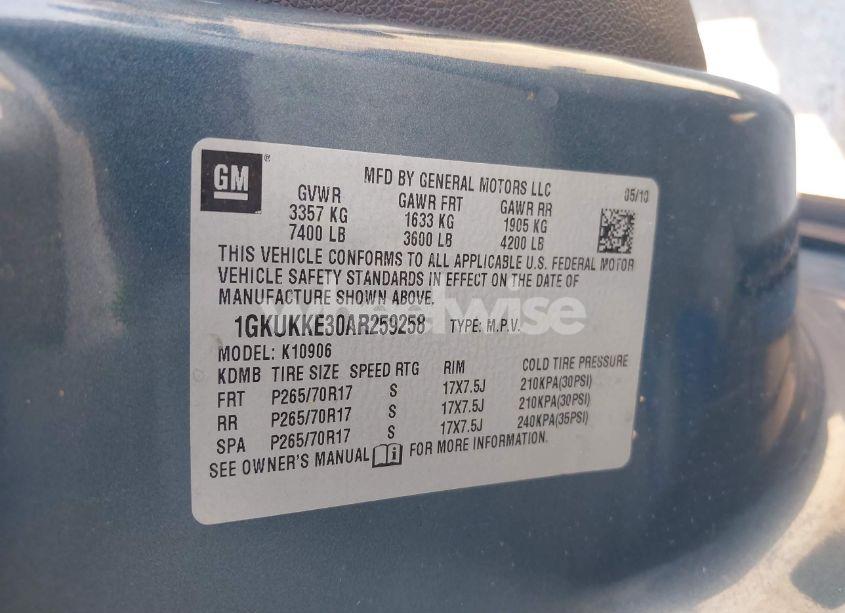 GM
MFD BY GENERAL MOTORS LLC
05/10
GVWR GAWR FRT GAWR RR
3357 KG 1633 KG 1905 KG
7400 LB 3600 LB 4200 LB
THIS VEHICLE CONFORMS TO ALL APPLICABLE U.S. FEDERAL MOTOR
VEHICLE SAFETY STANDARDS IN EFFECT ON THE DATE OF
MANUFACTURE SHOWN ABOVE.
1GKUKKE30AR259258 TYPE: M.P.V.
MODEL: K10906
KDMB TIRE SIZE SPEED RTG RIM COLD TIRE PRESSURE
FRT P265/70R17 S 17X7.5J 210KPA(30PSI)
RR P265/70R17 S 17X7.5J 210KPA(30PSI)
SPA P265/70R17 S 17X7.5J 240KPA(35PSI)
SEE OWNER'S MANUAL FOR MORE INFORMATION.